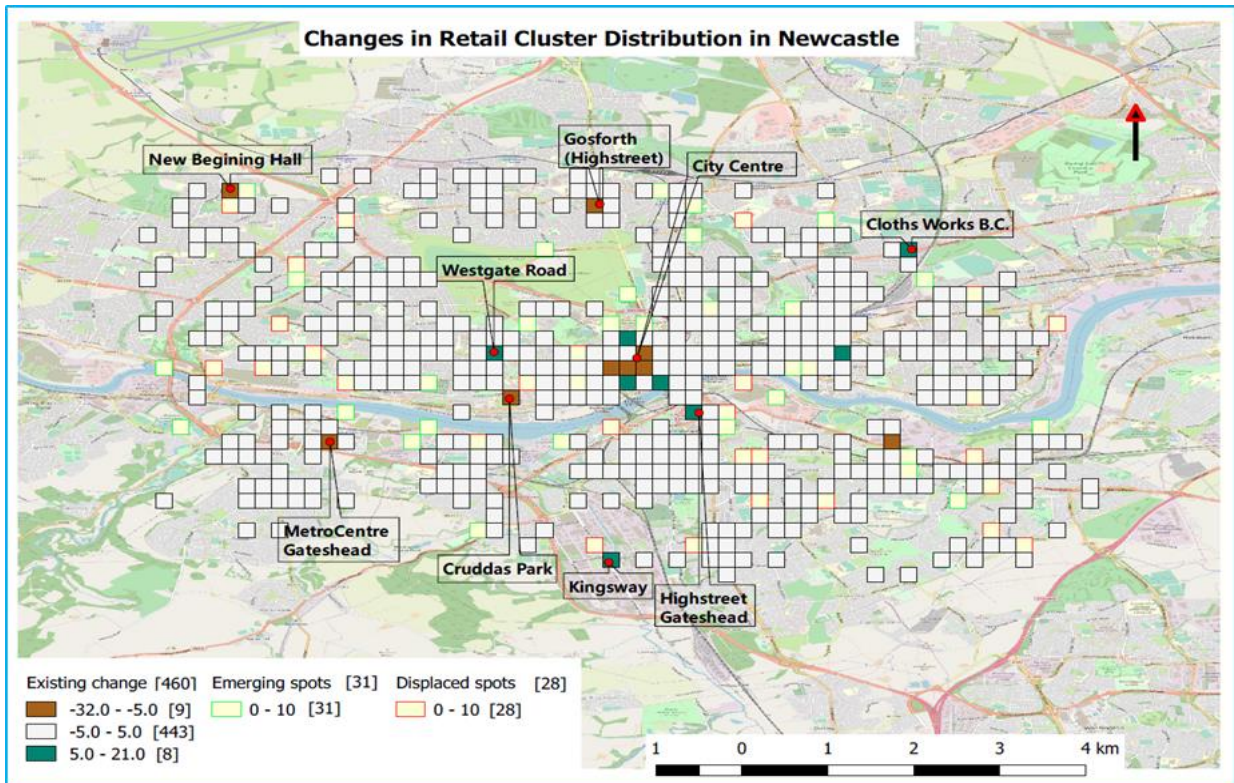 Changes in Retail Cluster Distribution in Newcastle
New Begining Hall
Gosforth
(Highstreet)
City Centre
Cloths Works B.C.
Westgate Road
MetroCentre
Gateshead
Cruddas Park
Kingsway
Highstreet
Gateshead
Existing change [460]
-32.0 - -5.0 [9]
-5.0 - 5.0 [443]
5.0 - 21.0 [8]
Emerging spots [31]
0 - 10 [31]
Displaced spots [28]
0 - 10 [28]
1 0 1 2 3 4 km